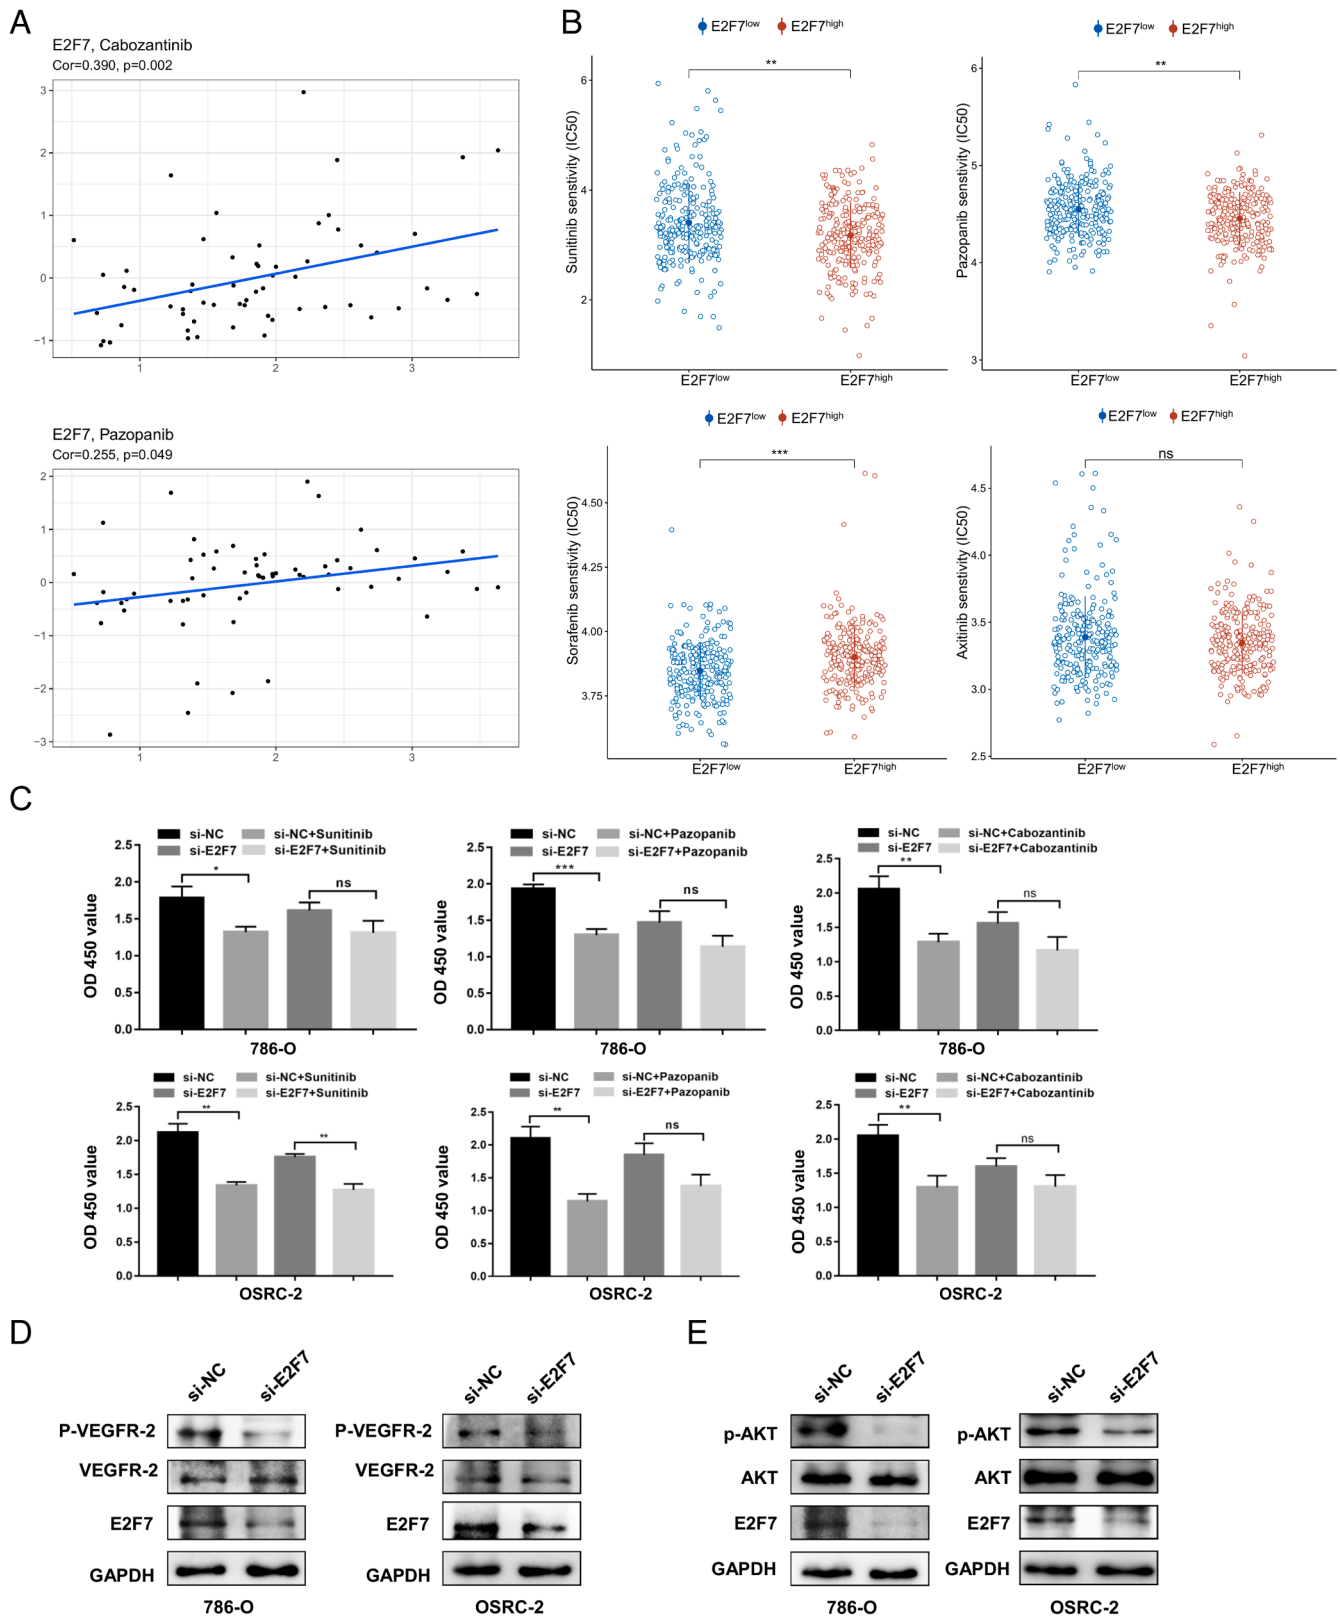 A
E2F7, Cabozantinib
Cor=0.390, p=0.002
3
2
1
0
−1
1 2 3
E2F7, Pazopanib
Cor=0.255, p=0.049
2
1
0
−1
−2
−3
1 2 3
B
E2F7low E2F7high
**
Sunitinib senstivity (IC50)
6
4
2
E2F7low E2F7high
E2F7low E2F7high
**
Pazopanib senstivity (IC50)
6
5
4
3
E2F7low E2F7high
E2F7low E2F7high
***
Sorafenib senstivity (IC50)
4.50
4.25
4.00
3.75
E2F7low E2F7high
E2F7low E2F7high
ns
Axitinib senstivity (IC50)
4.5
4.0
3.5
3.0
2.5
E2F7low E2F7high
C
si-NC si-NC+Sunitinib
si-E2F7 si-E2F7+Sunitinib
* ns
OD 450 value
2.5
2.0
1.5
1.0
0.5
0.0
786-O
si-NC si-NC+Pazopanib
si-E2F7 si-E2F7+Pazopanib
*** ns
OD 450 value
2.5
2.0
1.5
1.0
0.5
0.0
786-O
si-NC si-NC+Cabozantinib
si-E2F7 si-E2F7+Cabozantinib
** ns
OD 450 value
2.5
2.0
1.5
1.0
0.5
0.0
786-O
si-NC si-NC+Sunitinib
si-E2F7 si-E2F7+Sunitinib
** **
OD 450 value
2.5
2.0
1.5
1.0
0.5
0.0
OSRC-2
si-NC si-NC+Pazopanib
si-E2F7 si-E2F7+Pazopanib
** ns
OD 450 value
2.5
2.0
1.5
1.0
0.5
0.0
OSRC-2
si-NC si-NC+Cabozantinib
si-E2F7 si-E2F7+Cabozantinib
** ns
OD 450 value
2.5
2.0
1.5
1.0
0.5
0.0
OSRC-2
D
si-NC si-E2F7
P-VEGFR-2
VEGFR-2
E2F7
GAPDH
786-O
si-NC si-E2F7
P-VEGFR-2
VEGFR-2
E2F7
GAPDH
OSRC-2
E
si-NC si-E2F7
p-AKT
AKT
E2F7
GAPDH
786-O
si-NC si-E2F7
p-AKT
AKT
E2F7
GAPDH
OSRC-2